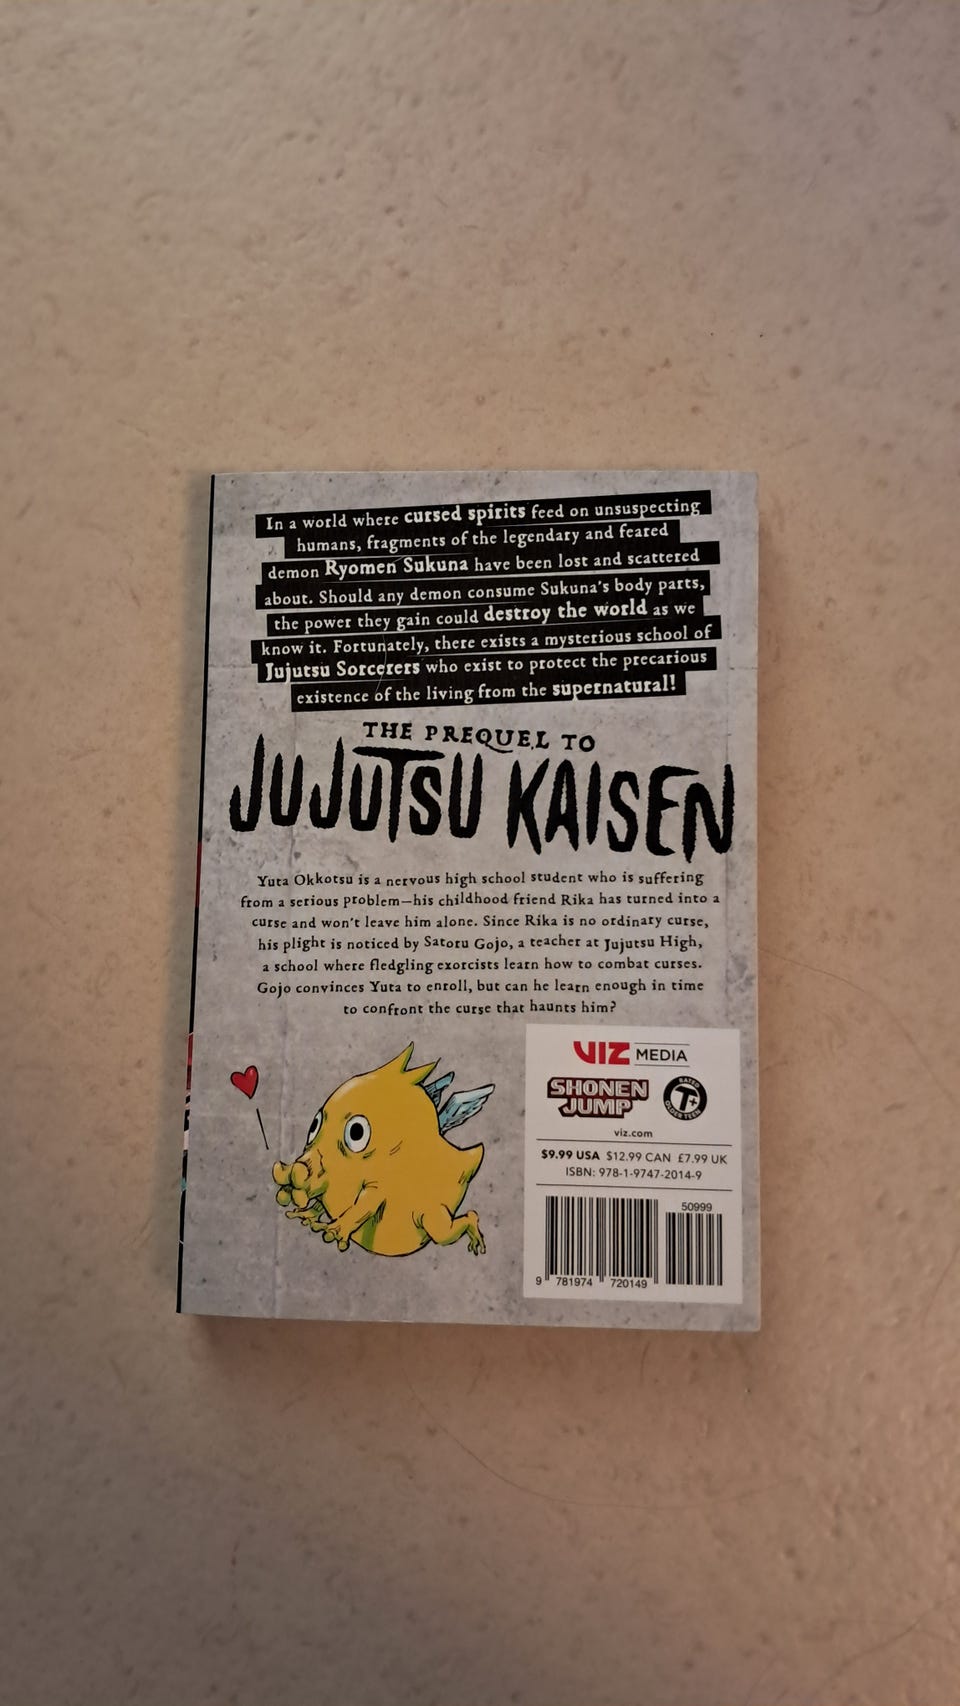 In a world where cursed spirits feed on unsuspecting
humans, fragments of the legendary and feared
demon Ryomen Sukuna have been lost and scattered
about. Should any demon consume Sukuna's body parts,
the power they gain could destroy the world as we
know it. Fortunately, there exists a mysterious school of
Jujutsu Sorcerers who exist to protect the precarious
existence of the living from the supernatural!
THE PREQUEL TO
JUJUTSU KAISEN
Yuta Okkotsu is a nervous high school student who is suffering
from a serious problem—his childhood friend Rika has turned into a
curse and won't leave him alone. Since Rika is no ordinary curse,
his plight is noticed by Satoru Gojo, a teacher at Jujutsu High,
a school where fledgling exorcists learn how to combat curses.
Gojo convinces Yuta to enroll, but can he learn enough in time
to confront the curse that haunts him?
VIZ MEDIA
SHONEN
JUMP
RATED
T+
OLDER TEEN
viz.com
$9.99 USA $12.99 CAN £7.99 UK
ISBN: 978-1-9747-2014-9
50999
9 781974 720149